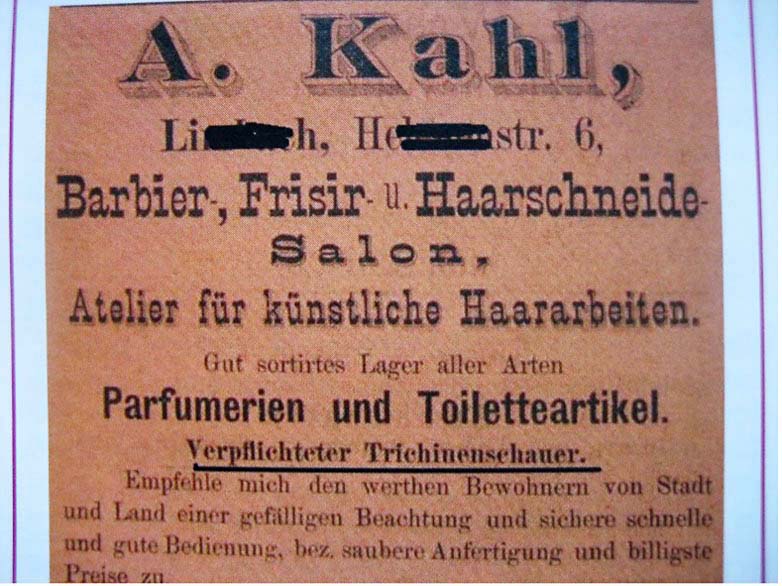 A. Kahl,
6,
Barbier-, Frisir- u. Haarschneide-
Salon,
Atelier für künstliche Haararbeiten.
Gut sortirtes Lager aller Arten
Parfumerien und Toiletteartikel.
Verpflichteter Trichinenschauer.
Empfehle mich den werthen Bewohnern von Stadt
und Land einer gefälligen Beachtung und sichere schnelle
und gute Bedienung, bez. saubere Anfertigung und billigste
Preise zu.